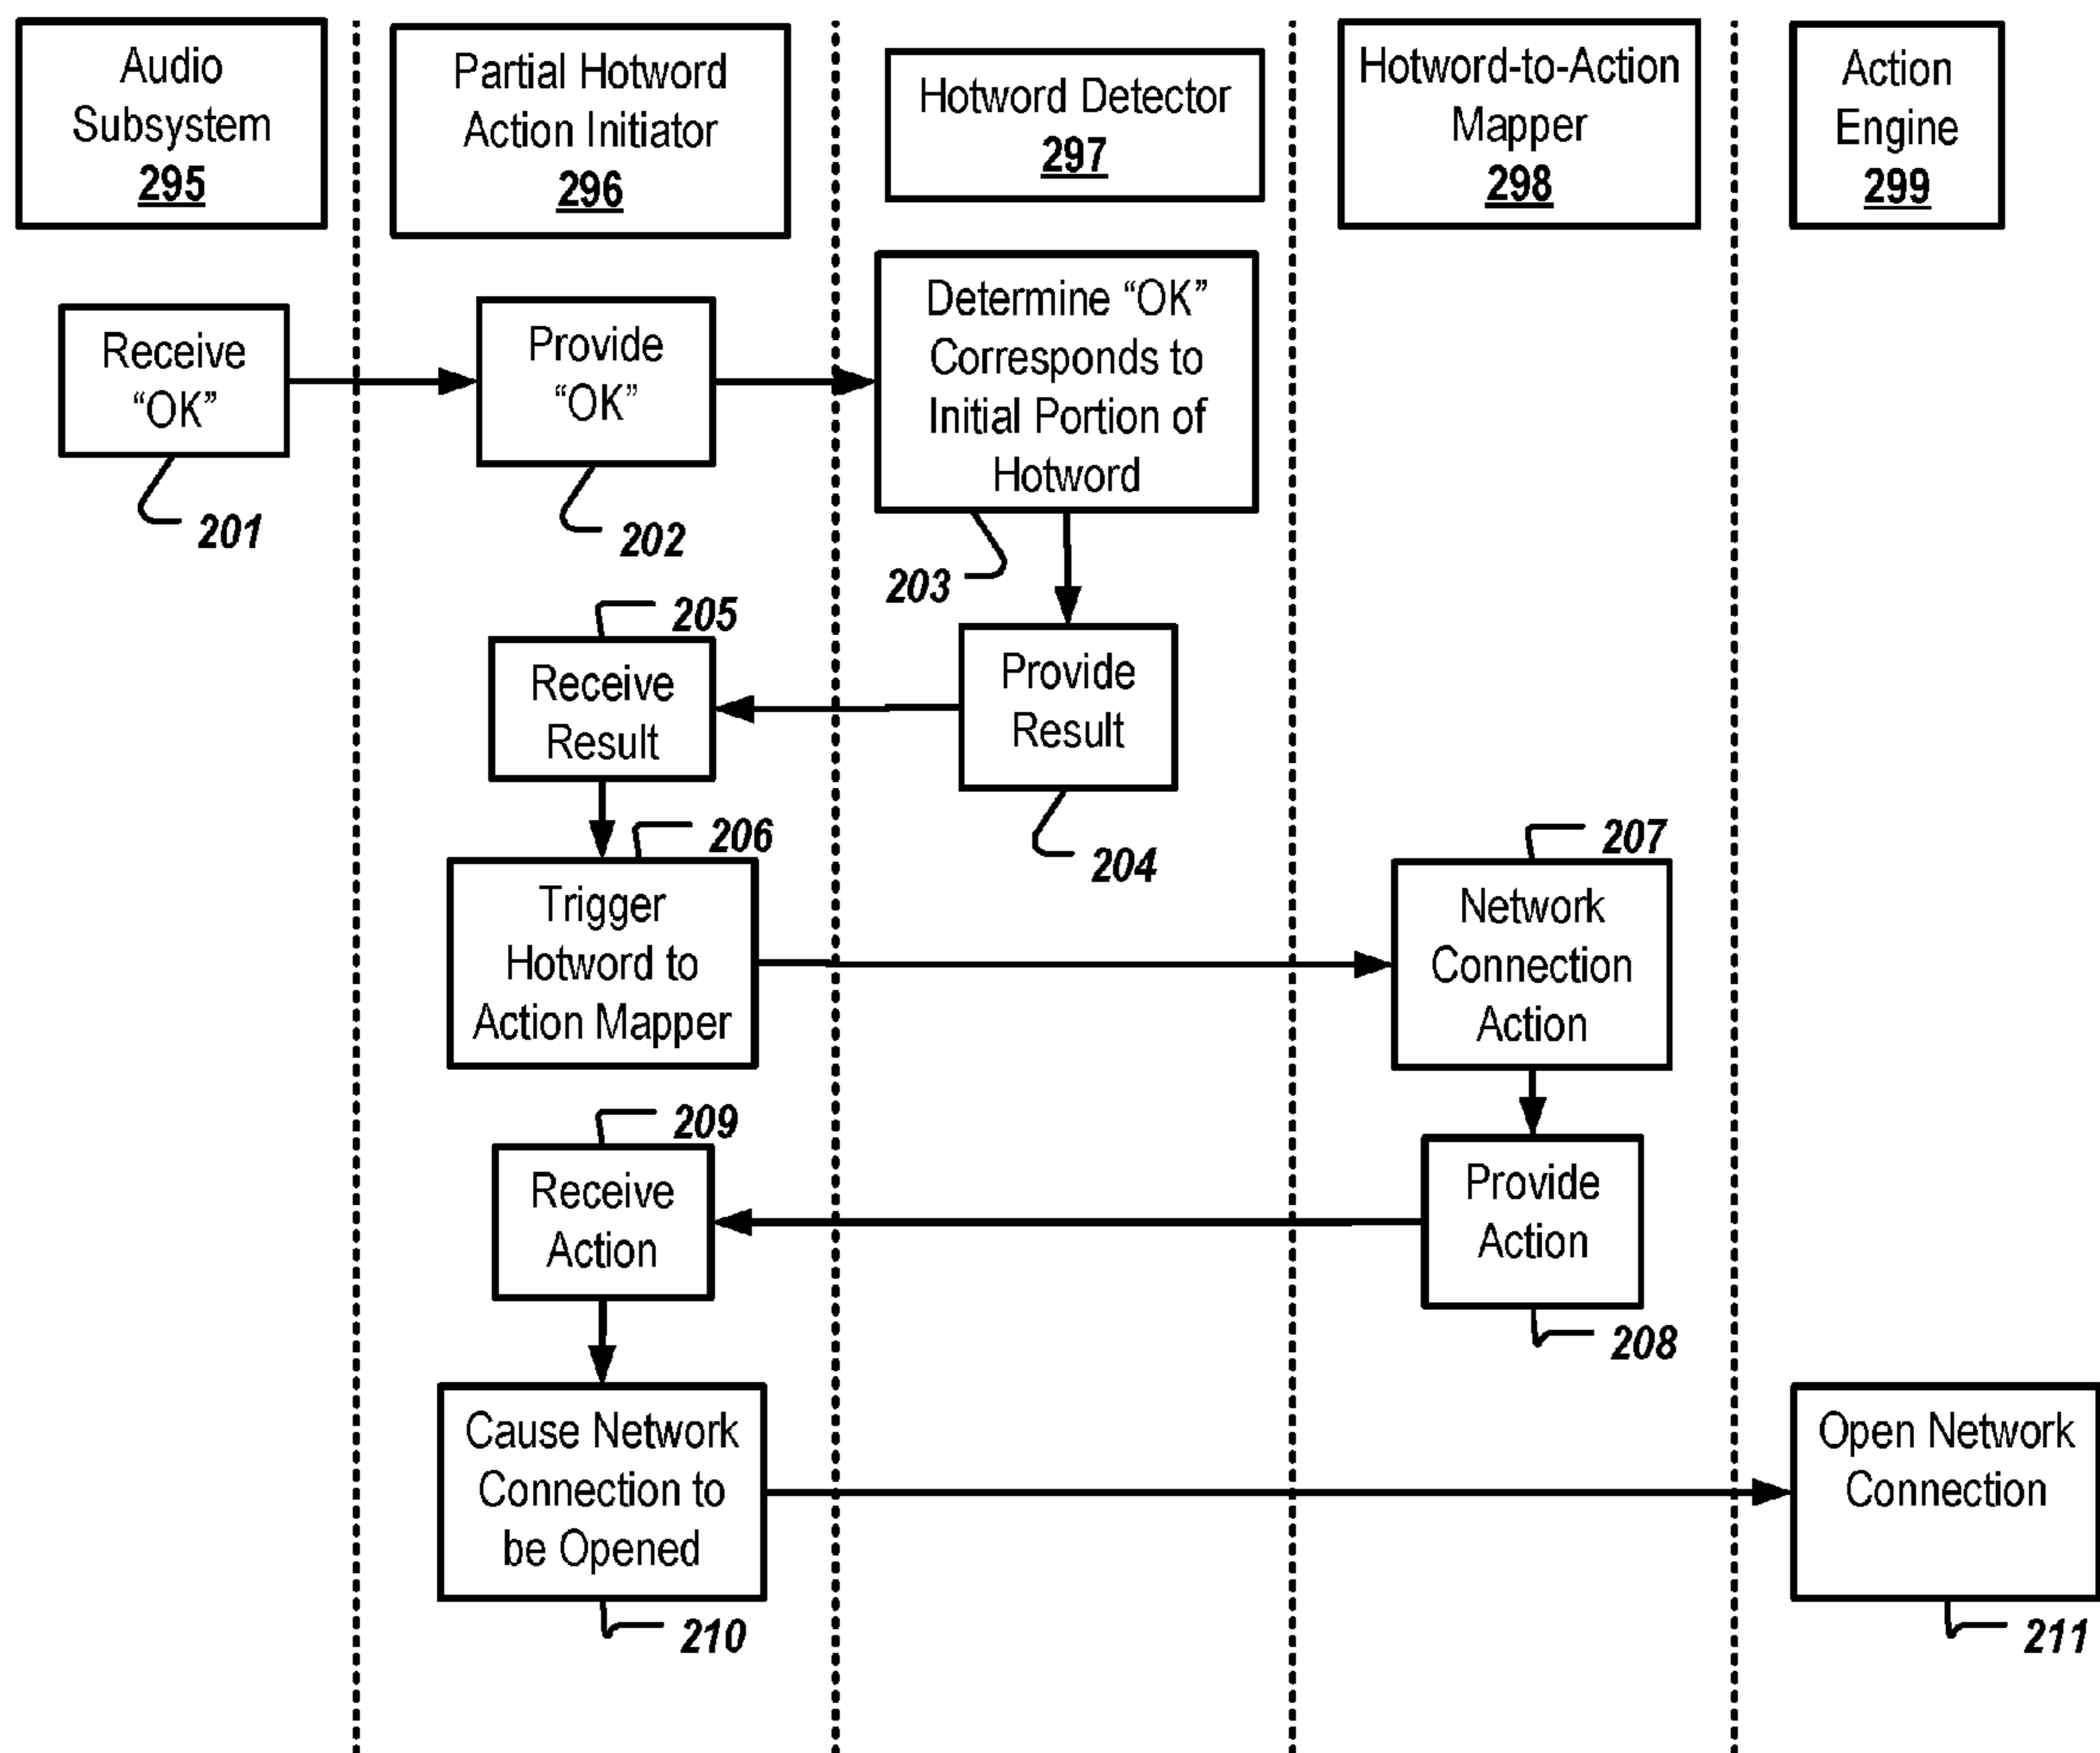 Audio
Subsystem
295
Partial Hotword
Action Initiator
296
Hotword Detector
297
Hotword-to-Action
Mapper
298
Action
Engine
299
Receive
“OK”
201
Provide
“OK”
202
Determine “OK”
Corresponds to
Initial Portion of
Hotword
203
Provide
Result
204
205
Receive
Result
206
Trigger
Hotword to
Action Mapper
207
Network
Connection
Action
Provide
Action
208
209
Receive
Action
Cause Network
Connection to
be Opened
210
Open Network
Connection
211